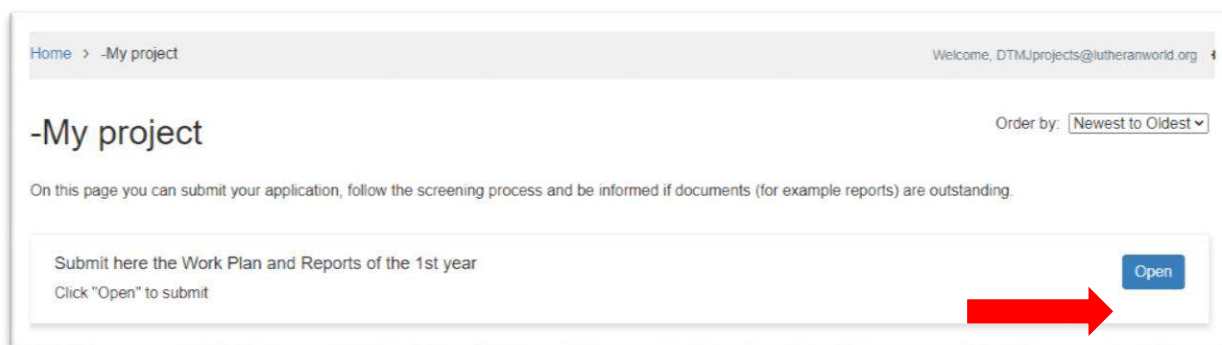 Home > -My project
Welcome, DTMJprojects@lutheranworld.org
-My project
Order by: Newest to Oldest
On this page you can submit your application, follow the screening process and be informed if documents (for example reports) are outstanding.
Submit here the Work Plan and Reports of the 1st year
Open
Click "Open" to submit